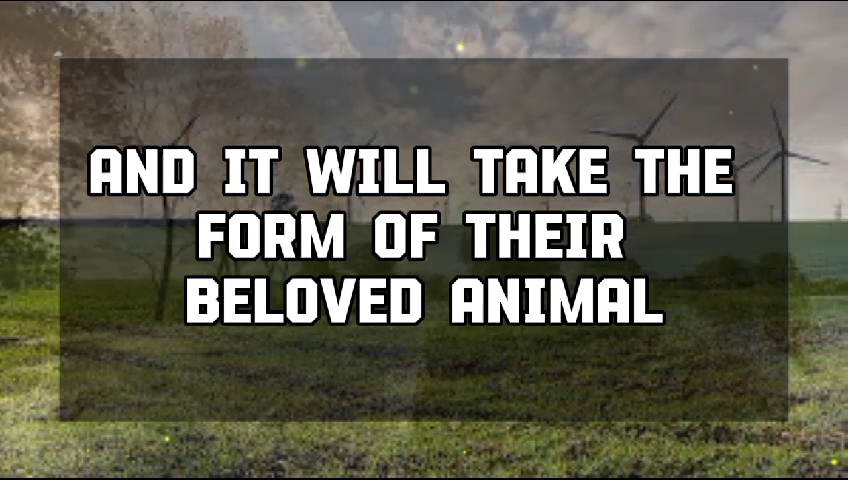 AND IT WILL TAKE THE
FORM OF THEIR
BELOVED ANIMAL